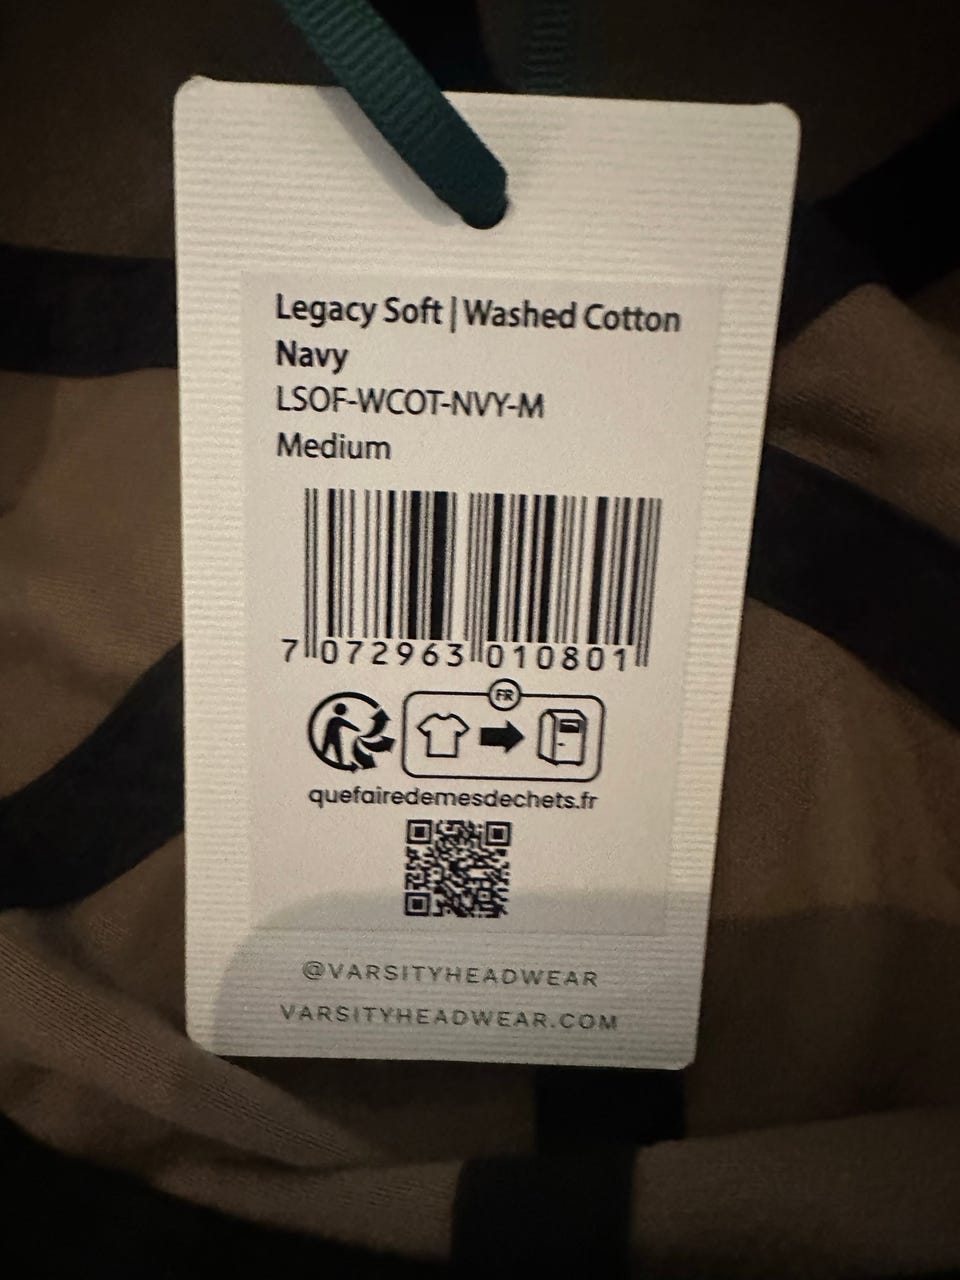 Legacy Soft | Washed Cotton
Navy
LSOF-WCOT-NVY-M
Medium
7 072963 010801
FR
quefairedemesdechets.fr
@VARSITYHEADWEAR
VARSITYHEADWEAR.COM